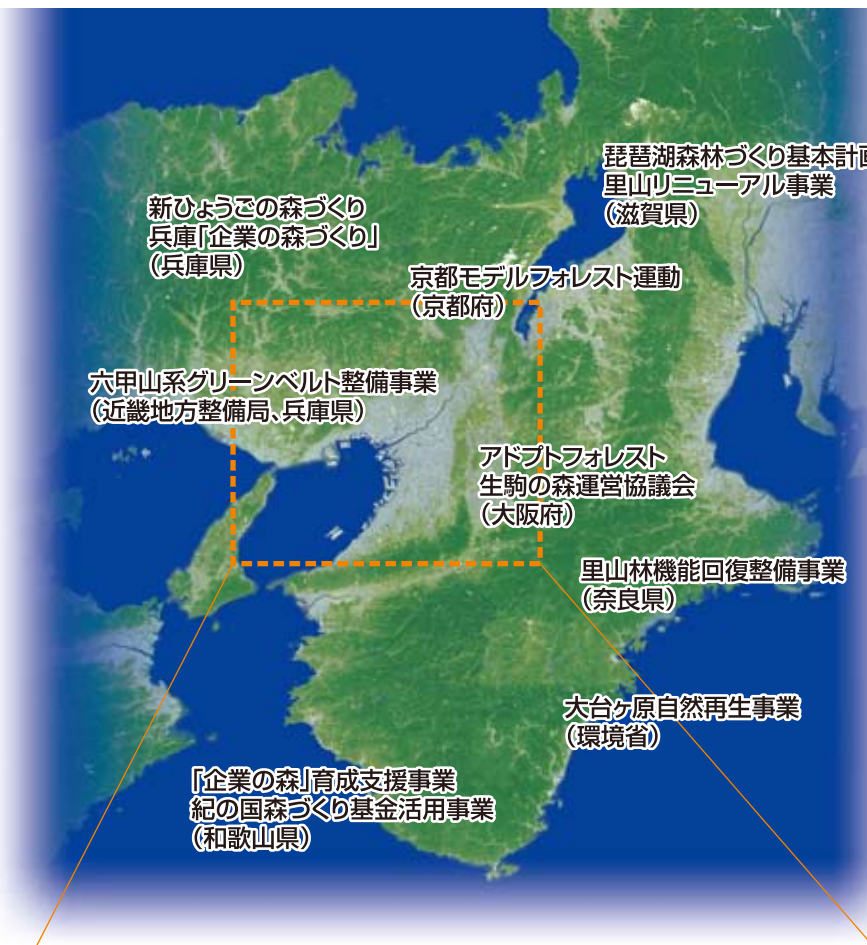 琵琶湖森林づくり基本計画
里山リニューアル事業
（滋賀県）
新ひょうごの森づくり
兵庫「企業の森づくり」
（兵庫県）
京都モデルフォレスト運動
（京都府）
六甲山系グリーンベルト整備事業
（近畿地方整備局、兵庫県）
アドプトフォレスト
生駒の森運営協議会
（大阪府）
里山林機能回復整備事業
（奈良県）
大台ヶ原自然再生事業
（環境省）
「企業の森」育成支援事業
紀の国森づくり基金活用事業
（和歌山県）